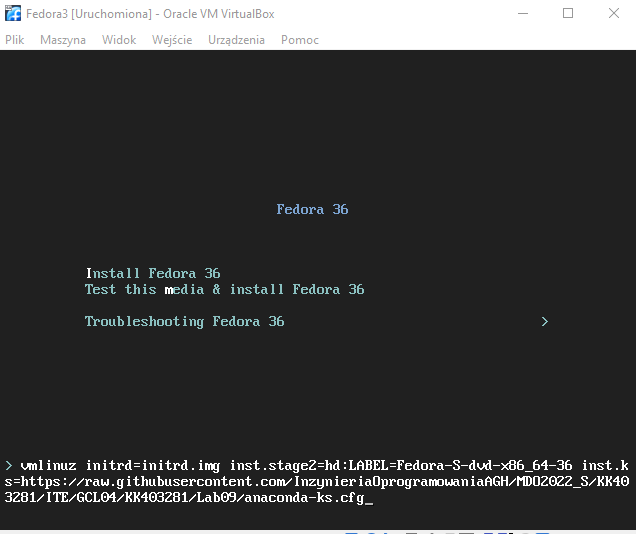 Fedora3 [Uruchomiona] - Oracle VM VirtualBox
Plik Maszyna Widok Wejście Urządzenia Pomoc
Fedora 36
Install Fedora 36
Test this media & install Fedora 36
Troubleshooting Fedora 36 >
> vmlinuz initrd=initrd.img inst.stage2=hd:LABEL=Fedora-S-dvd-x86_64-36 inst.k
s=https://raw.githubusercontent.com/InzynieriaOprogramowaniaAGH/MDO2022_S/KK40
3281/ITE/GCL04/KK403281/Lab09/anaconda-ks.cfg_